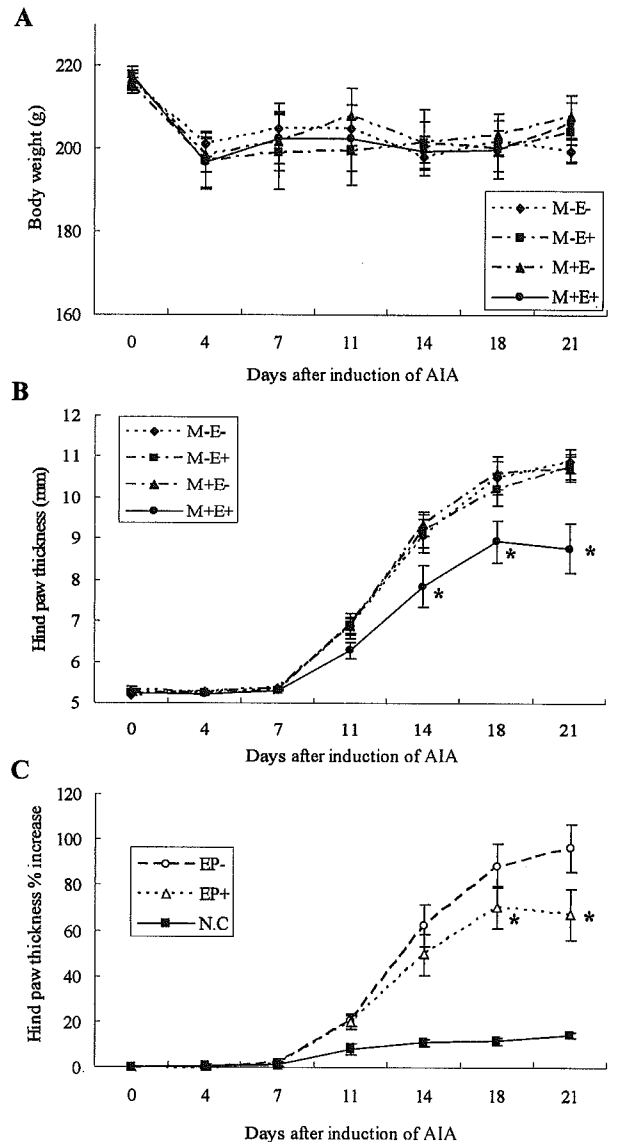 A
Body weight (g)
220
200
180
160
M-E-
M-E+
M+E-
M+E+
0 4 7 11 14 18 21
Days after induction of AIA
B
Hind paw thickness (mm)
12
11
10
9
8
7
6
5
M-E-
M-E+
M+E-
M+E+
*
*
*
0 4 7 11 14 18 21
Days after induction of AIA
C
Hind paw thickness % increase
120
100
80
60
40
20
0
EP-
EP+
N.C
*
*
0 4 7 11 14 18 21
Days after induction of AIA